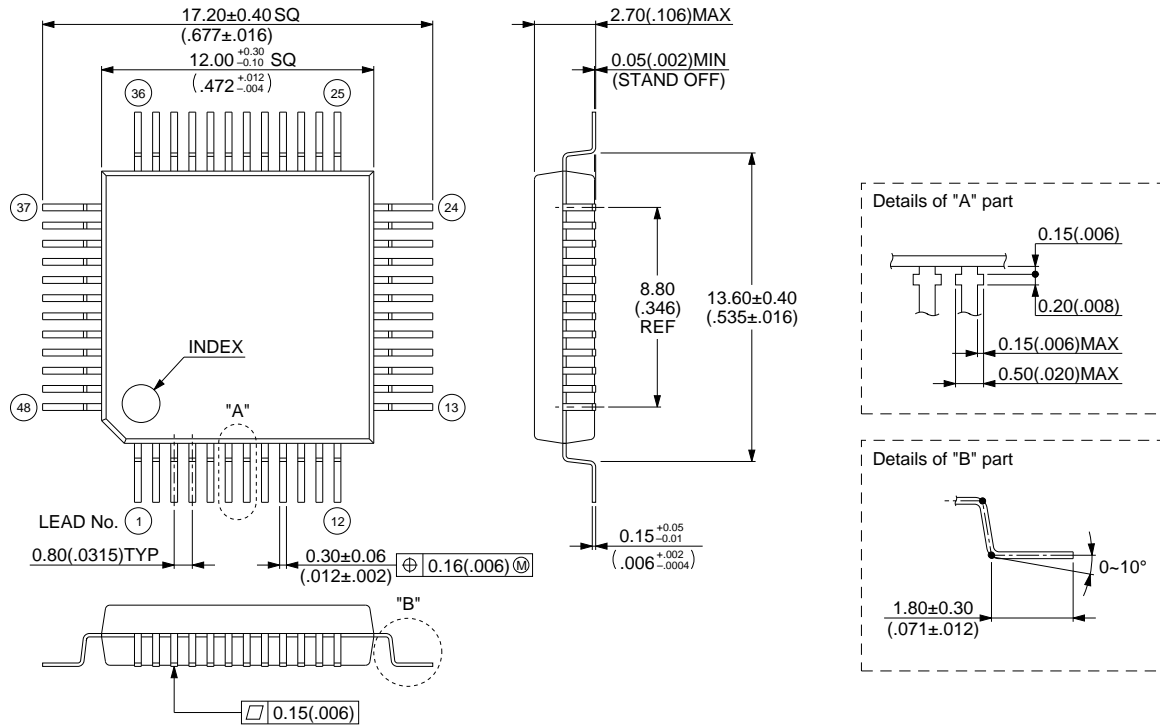 17.20±0.40 SQ
(.677±.016)
12.00 +0.30 −0.10 SQ
(.472 +.012 −.004)
36
25
37
24
48
13
INDEX
"A"
LEAD No.
1
12
0.80(.0315)TYP
0.30±0.06
(.012±.002)
⌖ 0.16(.006) Ⓜ
"B"
▱ 0.15(.006)
2.70(.106)MAX
0.05(.002)MIN
(STAND OFF)
8.80
(.346)
REF
13.60±0.40
(.535±.016)
0.15 +0.05 −0.01
(.006 +.002 −.0004)
Details of "A" part
0.15(.006)
0.20(.008)
0.15(.006)MAX
0.50(.020)MAX
Details of "B" part
0~10°
1.80±0.30
(.071±.012)